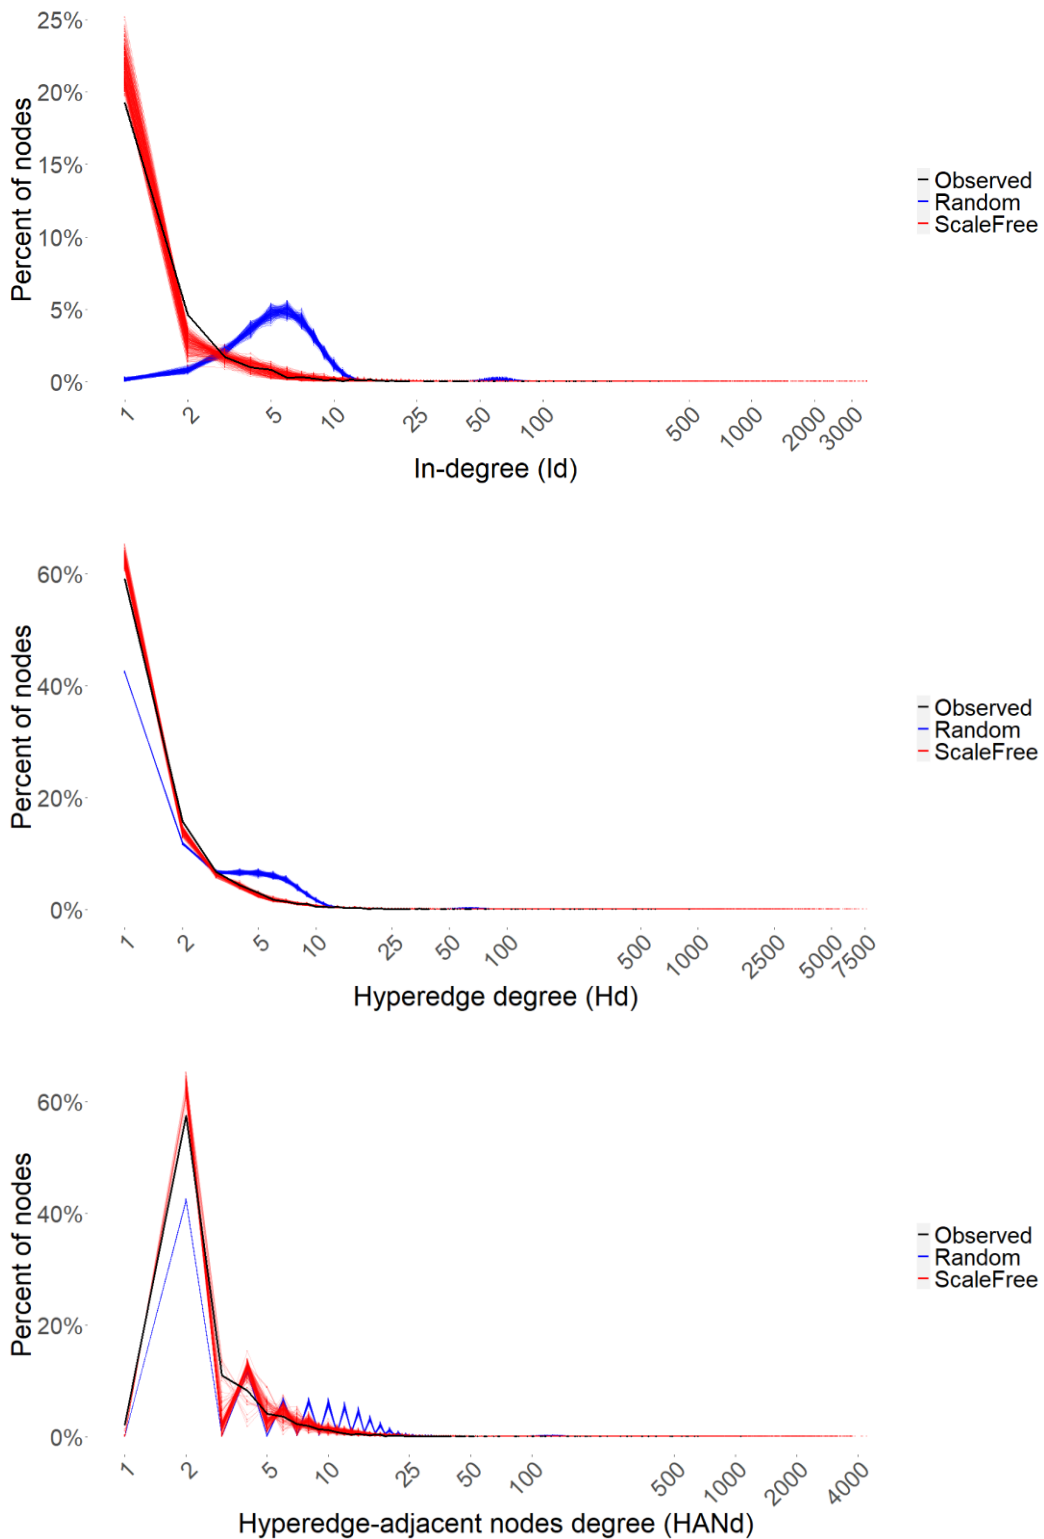 Percent of nodes
25%
20%
15%
10%
5%
0%
1 2 5 10 25 50 100 500 1000 2000 3000
In-degree (Id)
Observed
Random
ScaleFree
Percent of nodes
60%
40%
20%
0%
1 2 5 10 25 50 100 500 1000 2500 5000 7500
Hyperedge degree (Hd)
Observed
Random
ScaleFree
Percent of nodes
60%
40%
20%
0%
1 2 5 10 25 50 100 500 1000 2000 4000
Hyperedge-adjacent nodes degree (HANd)
Observed
Random
ScaleFree